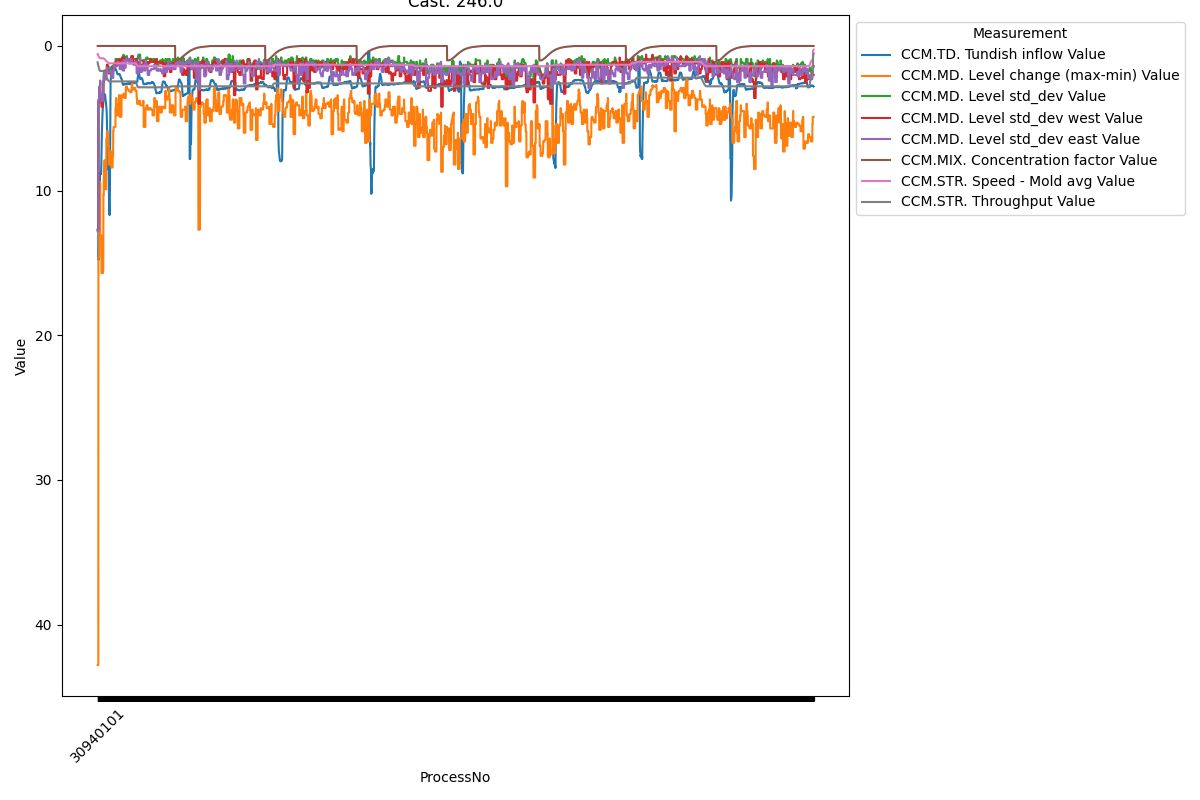 Cast: 246.0
Measurement
CCM.TD. Tundish inflow Value
CCM.MD. Level change (max-min) Value
CCM.MD. Level std_dev Value
CCM.MD. Level std_dev west Value
CCM.MD. Level std_dev east Value
CCM.MIX. Concentration factor Value
CCM.STR. Speed - Mold avg Value
CCM.STR. Throughput Value
0
10
20
30
40
Value
30940101
ProcessNo